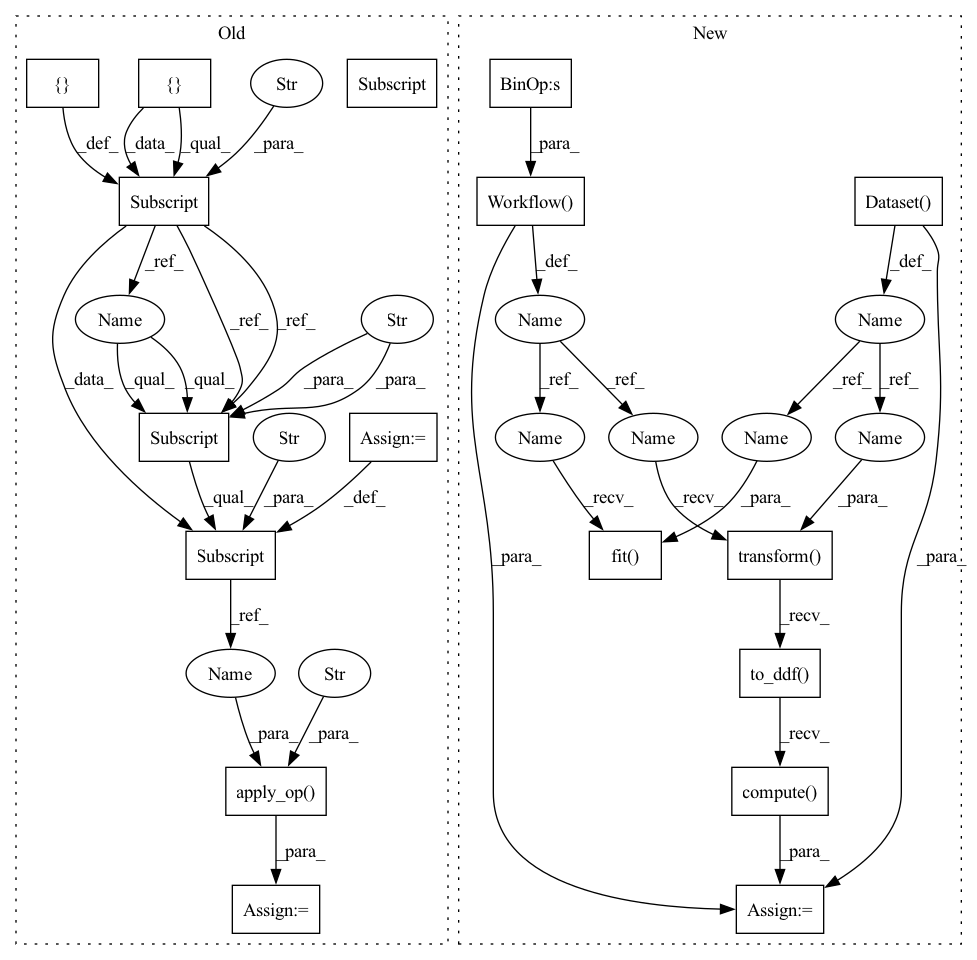 Old
New
{}
{}
Str
Subscript
BinOp:s
_def_
_data_
_qual_
_para_
_para_
Subscript
Workflow()
Dataset()
_ref_
_def_
_def_
Name
_ref_
_ref_
Str
Name
Name
_data_
_qual_
_qual_
_para_
_para_
_ref_
_ref_
_ref_
_ref_
Subscript
Str
Assign:=
Name
Name
Name
Name
_qual_
_para_
_def_
_recv_
_recv_
_para_
_para
Subscript
fit()
transform()
_para_
_para_
_ref_
_recv_
Name
Str
to_ddf()
_para_
_para_
_recv_
apply_op()
compute()
_para_
_para_
Assign:=
Assign:=